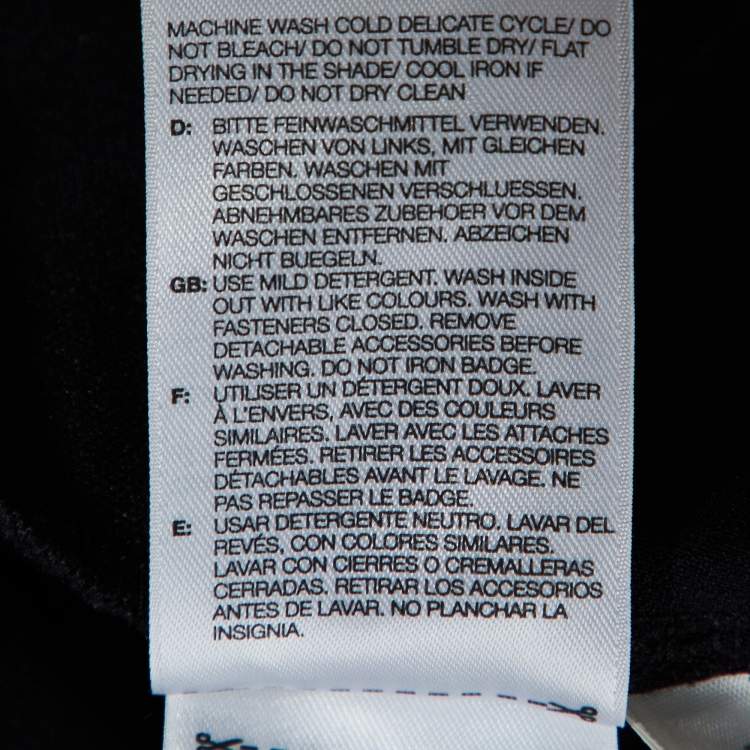 MACHINE WASH COLD DELICATE CYCLE/ DO
NOT BLEACH/ DO NOT TUMBLE DRY/ FLAT
DRYING IN THE SHADE/ COOL IRON IF
NEEDED/ DO NOT DRY CLEAN
D: BITTE FEINWASCHMITTEL VERWENDEN.
WASCHEN VON LINKS, MIT GLEICHEN
FARBEN. WASCHEN MIT
GESCHLOSSENEN VERSCHLUESSEN.
ABNEHMBARES ZUBEHOER VOR DEM
WASCHEN ENTFERNEN. ABZEICHEN
NICHT BUEGELN.
GB: USE MILD DETERGENT. WASH INSIDE
OUT WITH LIKE COLOURS. WASH WITH
FASTENERS CLOSED. REMOVE
DETACHABLE ACCESSORIES BEFORE
WASHING. DO NOT IRON BADGE.
F: UTILISER UN DÉTERGENT DOUX. LAVER
À L'ENVERS, AVEC DES COULEURS
SIMILAIRES. LAVER AVEC LES ATTACHES
FERMÉES. RETIRER LES ACCESSOIRES
DÉTACHABLES AVANT LE LAVAGE. NE
PAS REPASSER LE BADGE.
E: USAR DETERGENTE NEUTRO. LAVAR DEL
REVÉS, CON COLORES SIMILARES.
LAVAR CON CIERRES O CREMALLERAS
CERRADAS. RETIRAR LOS ACCESORIOS
ANTES DE LAVAR. NO PLANCHAR LA
INSIGNIA.